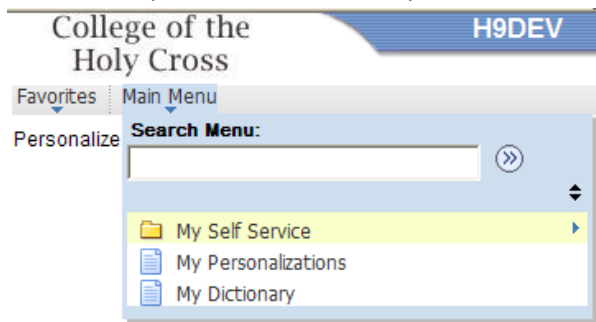 College of the
Holy Cross
H9DEV
Favorites Main Menu
Personalize
Search Menu:
My Self Service
My Personalizations
My Dictionary